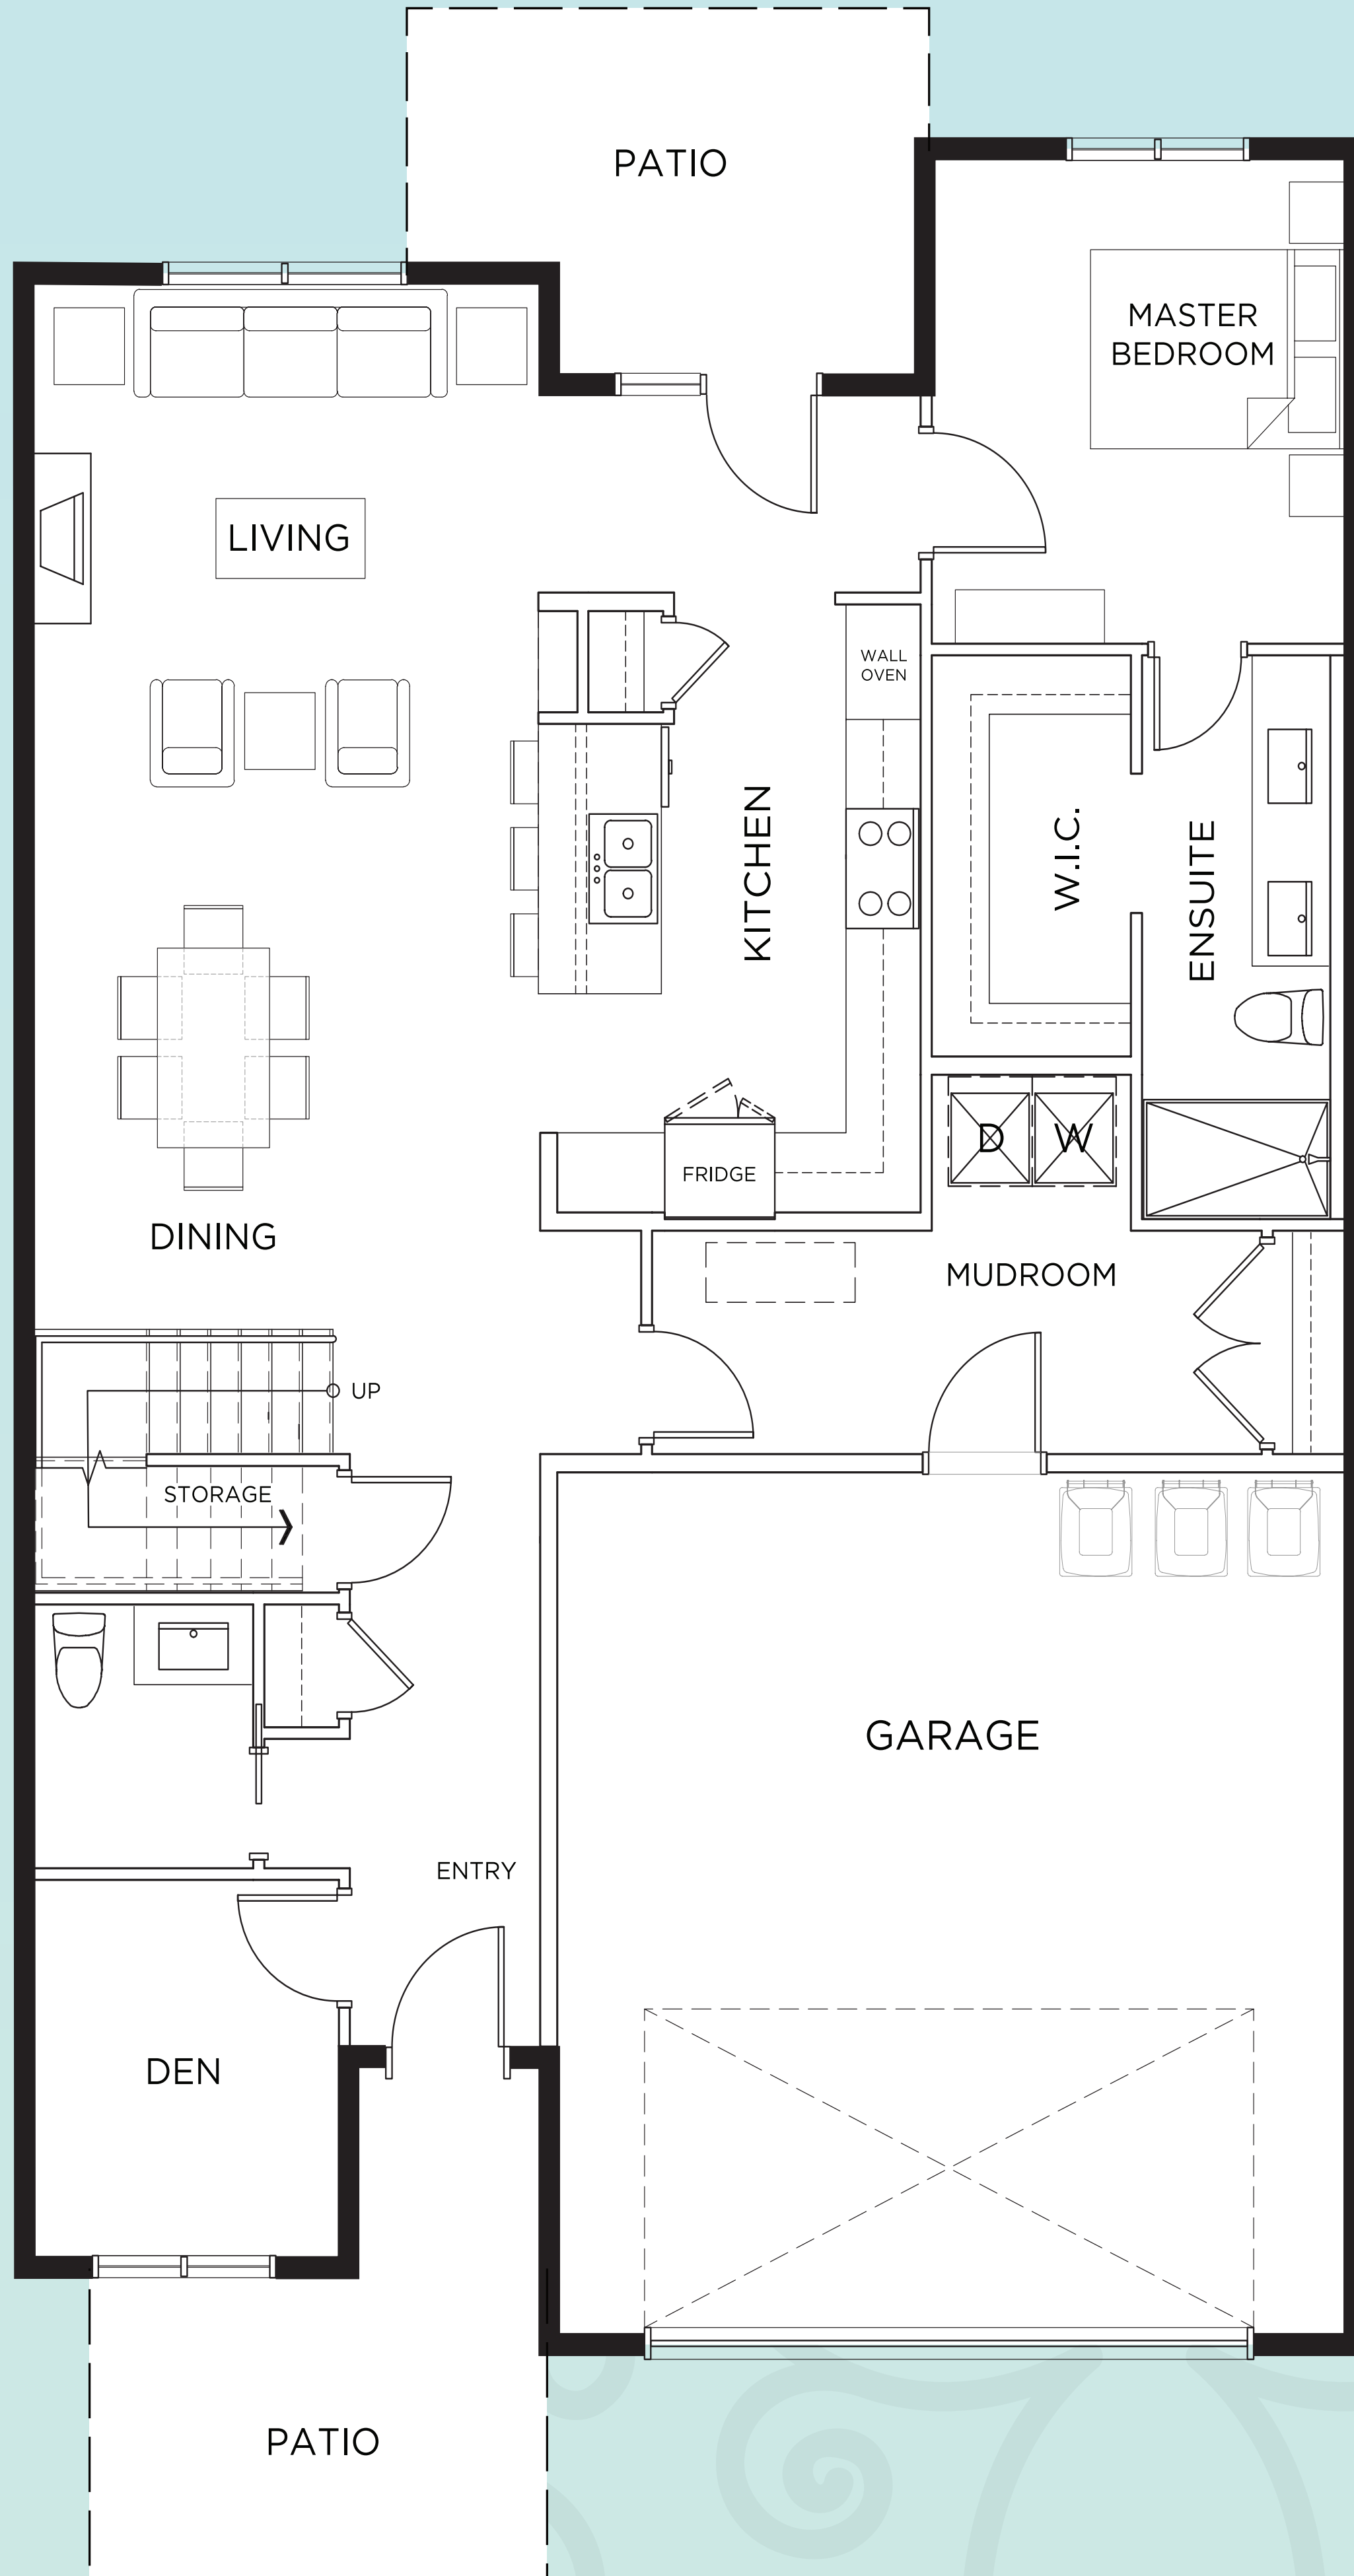 PATIO
MASTER
BEDROOM
LIVING
WALL
OVEN
KITCHEN
W.I.C.
ENSUITE
D
W
FRIDGE
DINING
MUDROOM
UP
STORAGE
GARAGE
ENTRY
DEN
PATIO